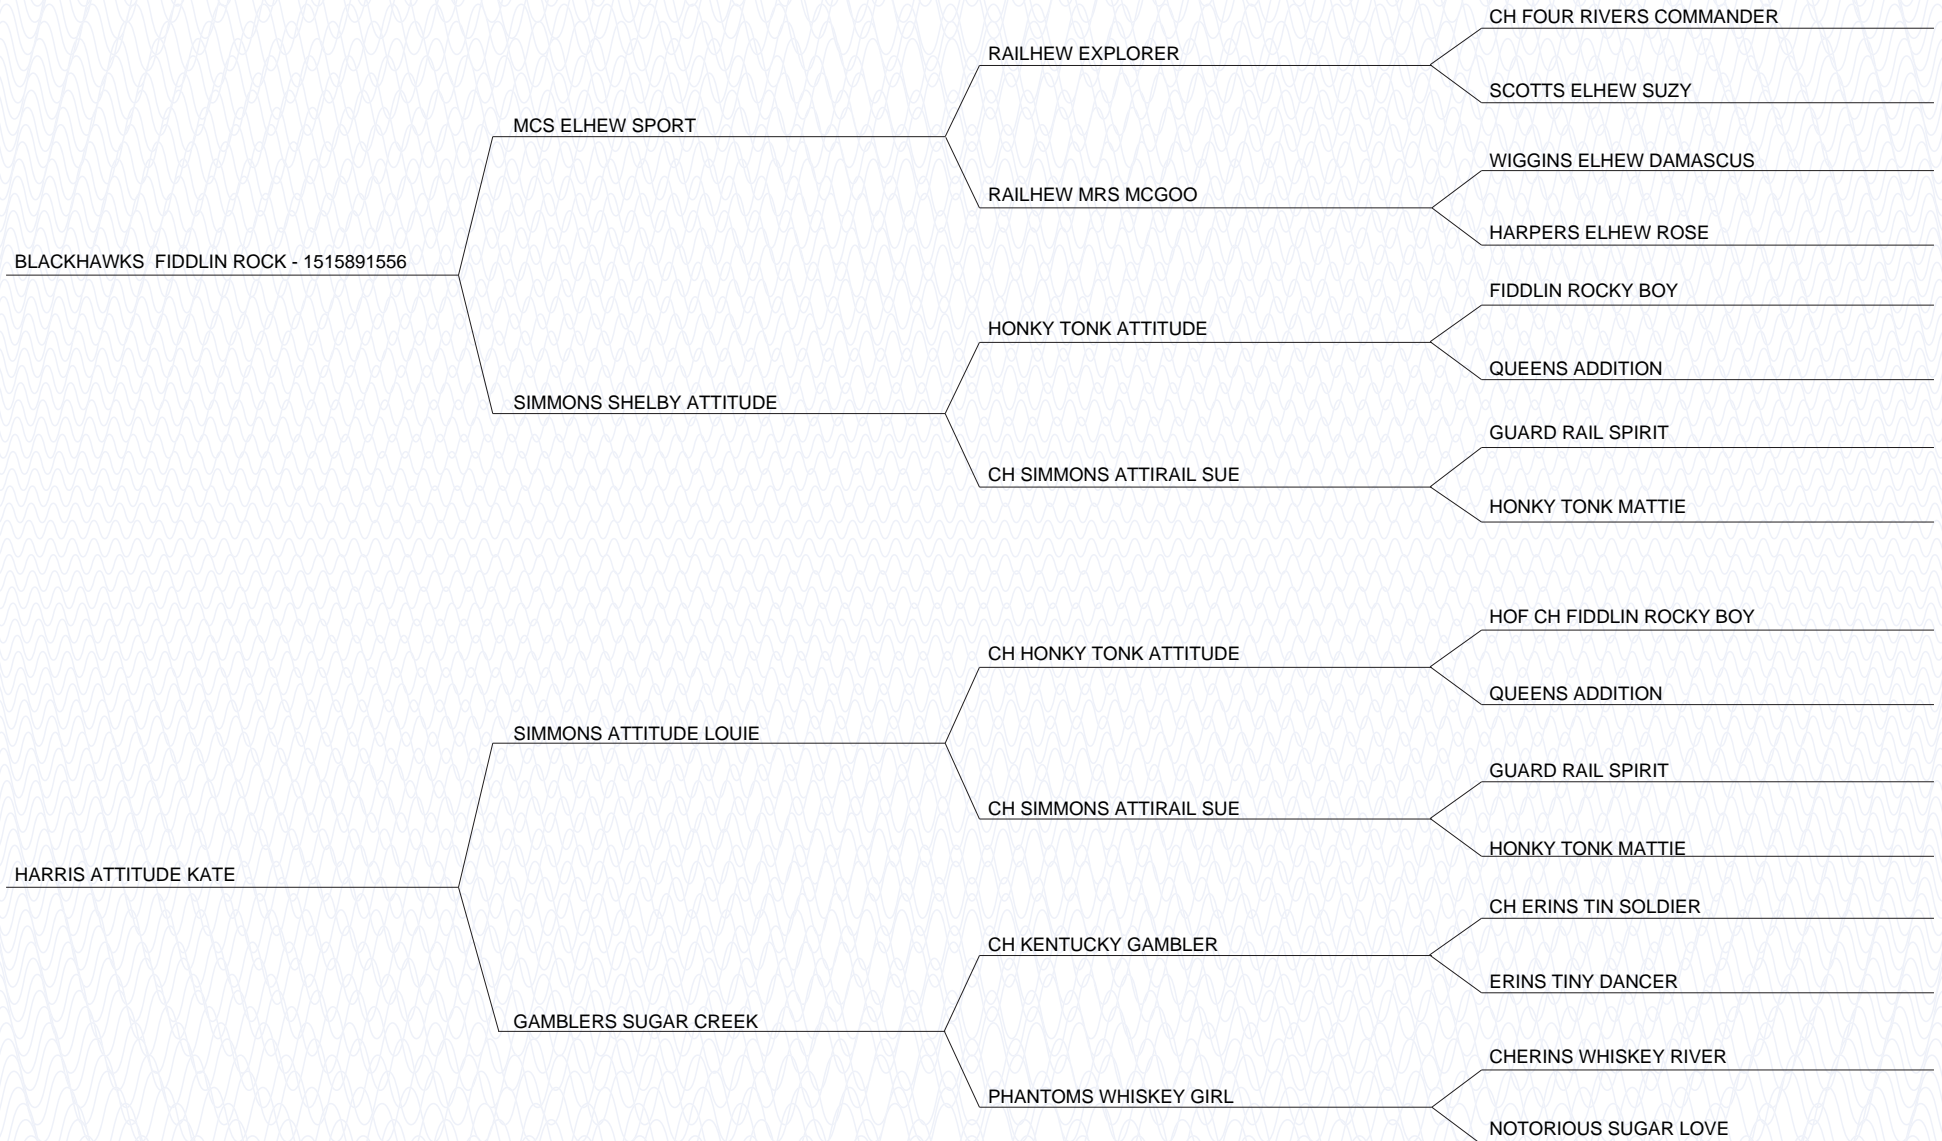 CH FOUR RIVERS COMMANDER
RAILHEW EXPLORER
SCOTTS ELHEW SUZY
MCS ELHEW SPORT
WIGGINS ELHEW DAMASCUS
RAILHEW MRS MCGOO
HARPERS ELHEW ROSE
BLACKHAWKS  FIDDLIN ROCK - 1515891556
FIDDLIN ROCKY BOY
HONKY TONK ATTITUDE
QUEENS ADDITION
SIMMONS SHELBY ATTITUDE
GUARD RAIL SPIRIT
CH SIMMONS ATTIRAIL SUE
HONKY TONK MATTIE
HOF CH FIDDLIN ROCKY BOY
CH HONKY TONK ATTITUDE
QUEENS ADDITION
SIMMONS ATTITUDE LOUIE
GUARD RAIL SPIRIT
CH SIMMONS ATTIRAIL SUE
HONKY TONK MATTIE
HARRIS ATTITUDE KATE
CH ERINS TIN SOLDIER
CH KENTUCKY GAMBLER
ERINS TINY DANCER
GAMBLERS SUGAR CREEK
CHERINS WHISKEY RIVER
PHANTOMS WHISKEY GIRL
NOTORIOUS SUGAR LOVE